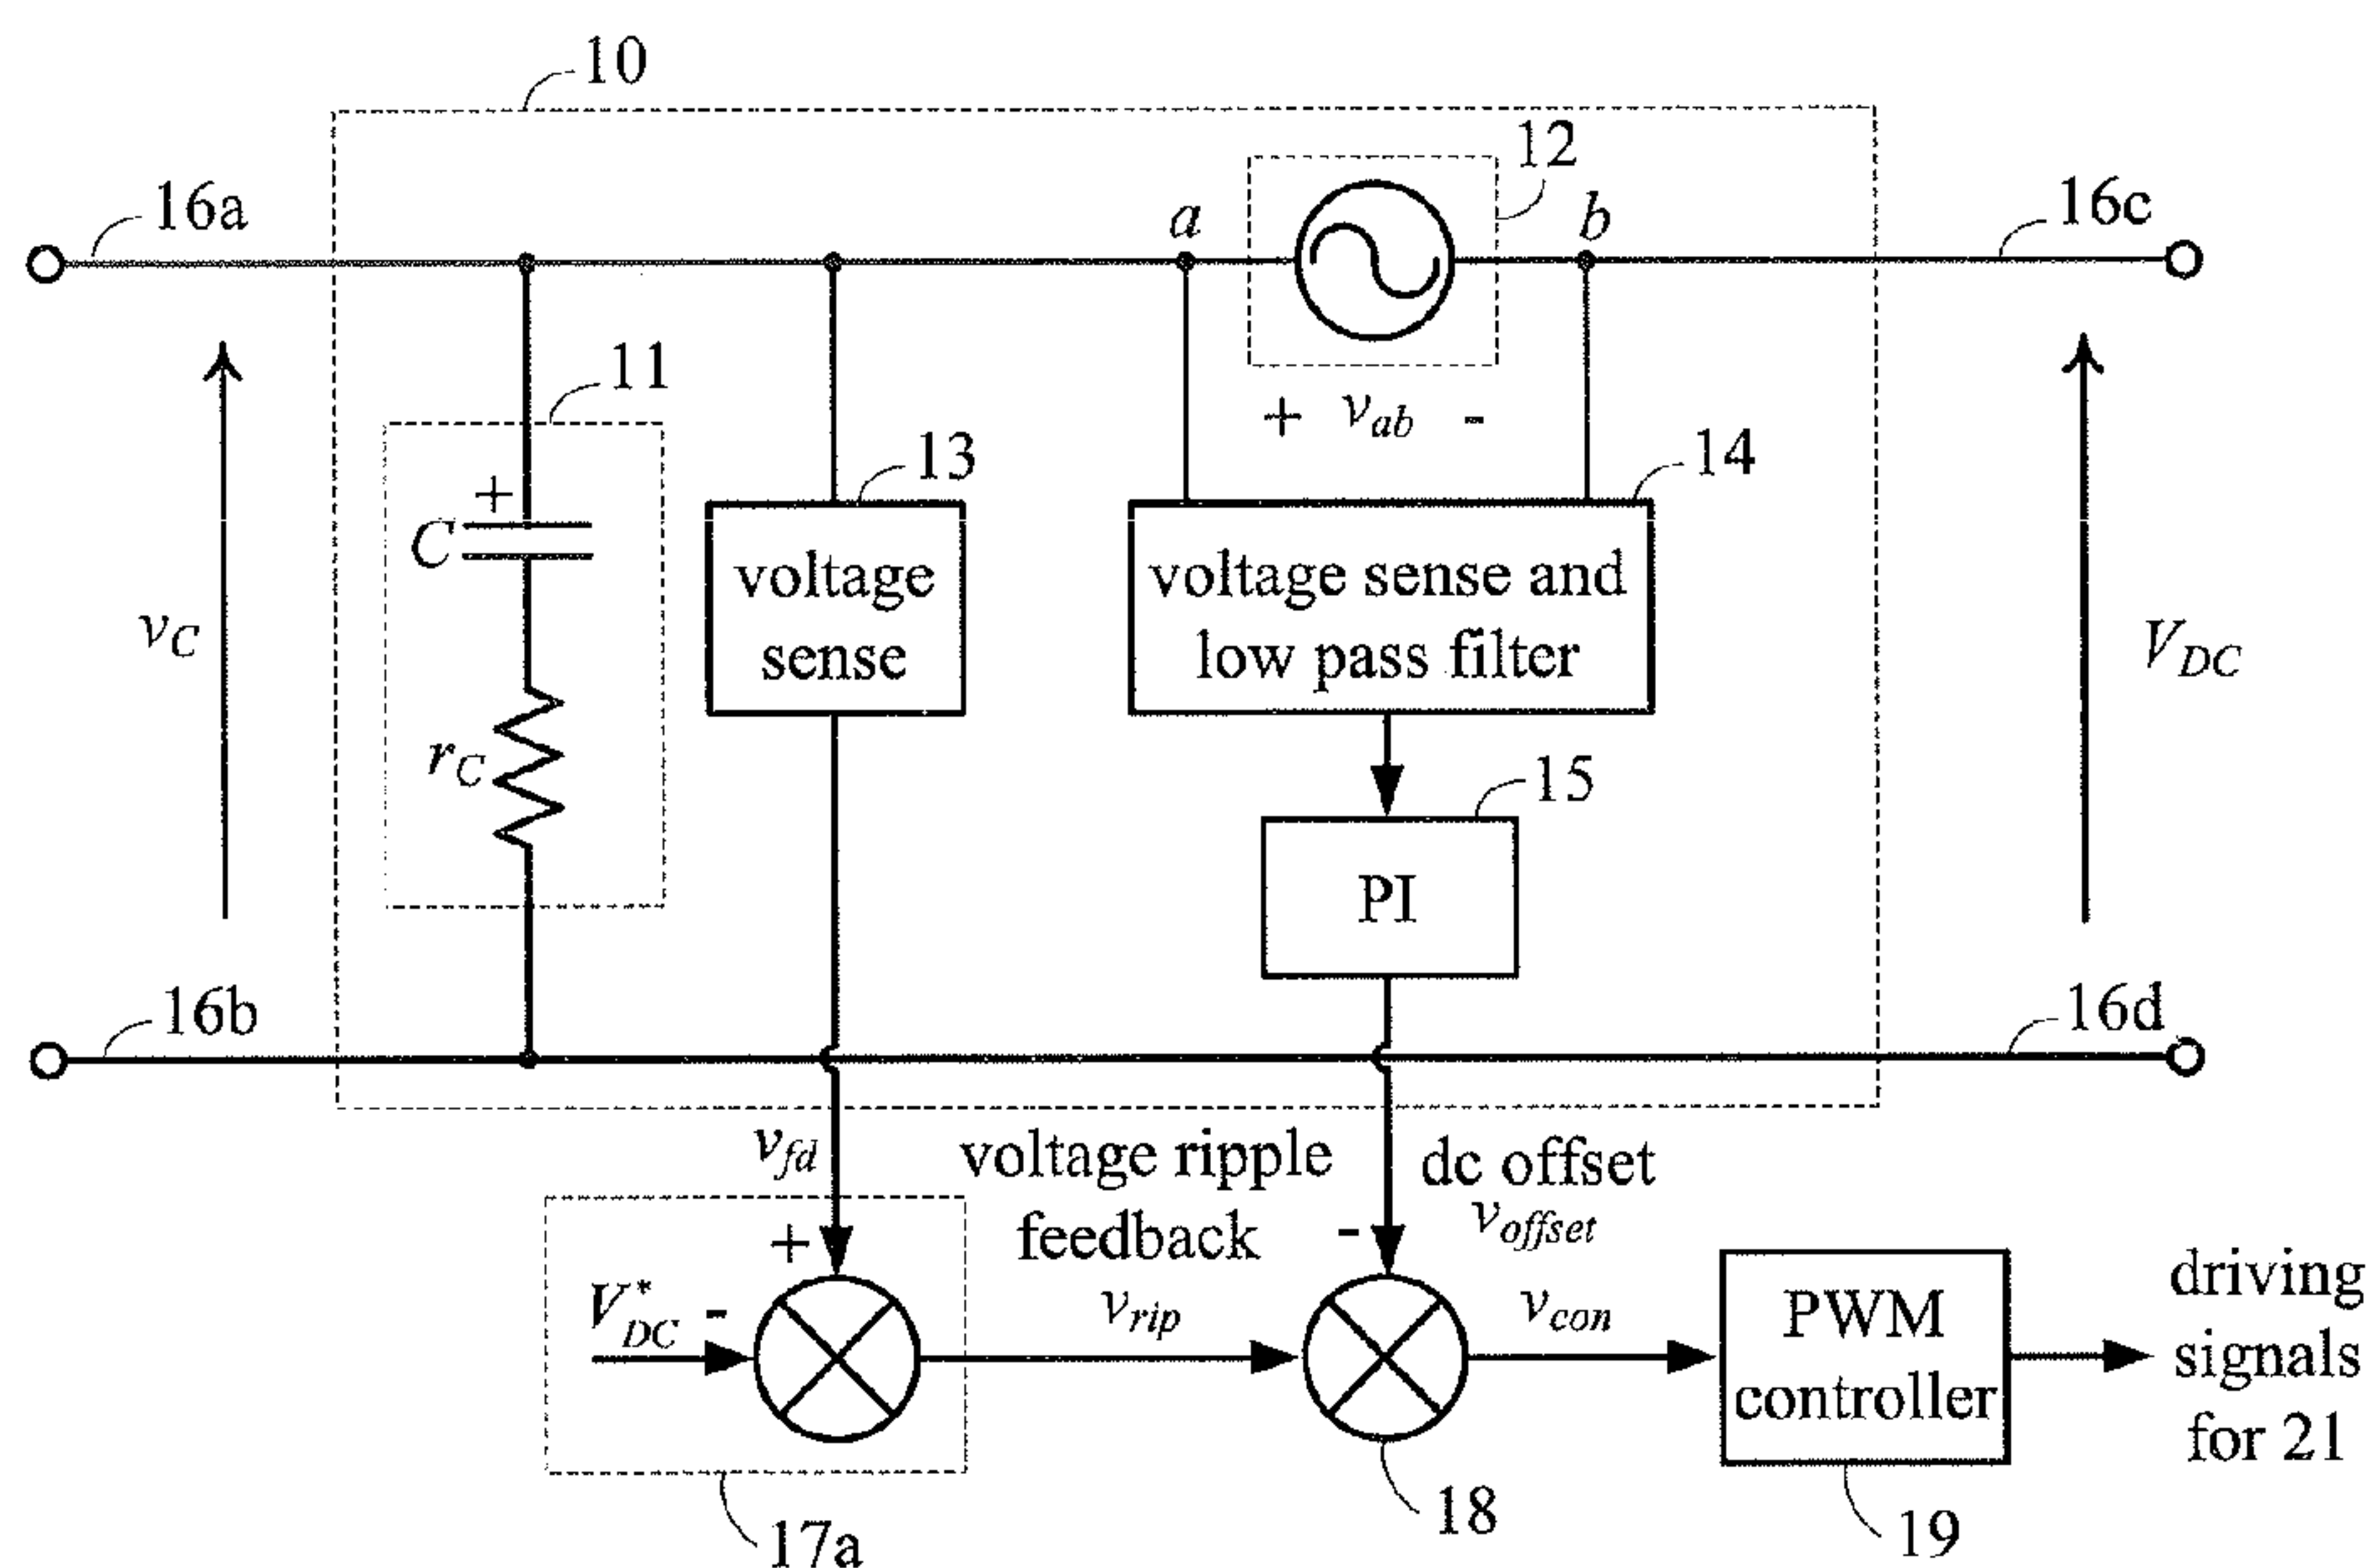 10
12
16a
a
b
16c
+ v_ab -
11
13
14
+
C
voltage
sense
voltage sense and
low pass filter
v_C
V_DC
r_C
15
PI
16b
16d
v_fd
voltage ripple
feedback
dc offset
v_offset
+
-
V*_DC -
v_rip
v_con
PWM
controller
driving
signals
for 21
17a
18
19